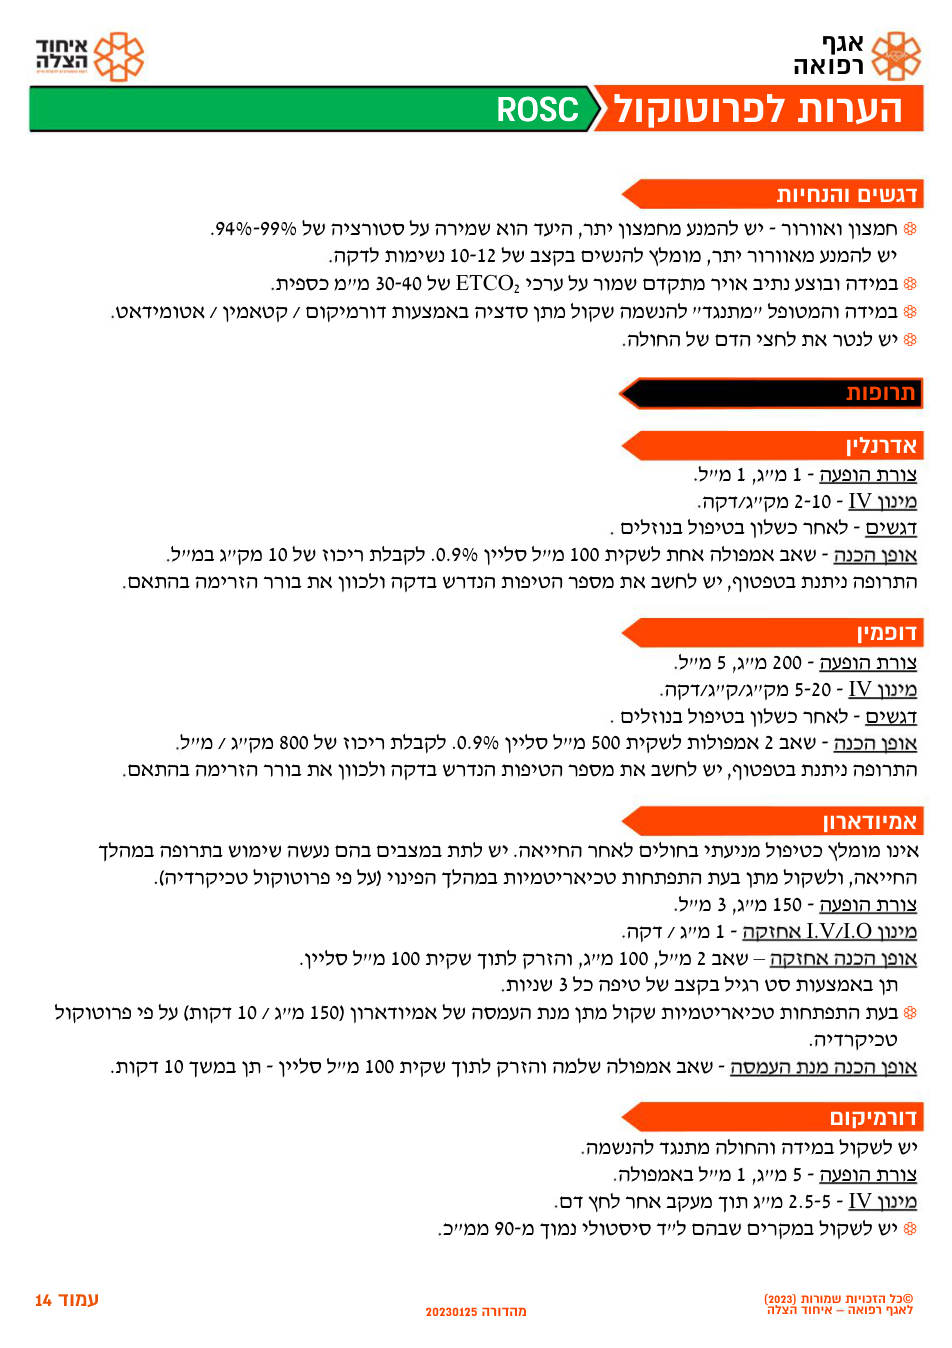 אגף
רפואה
איחוד
הצלה
הערות לפרוטוקול ROSC
דגשים והנחיות
חמצון ואוורור - יש להמנע מחמצון יתר, היעד הוא שמירה על סטורציה של 94%-99%.
יש להמנע מאוורור יתר, מומלץ להנשים בקצב של 10-12 נשימות לדקה.
במידה ובוצע נתיב אויר מתקדם שמור על ערכי ETCO₂ של 30-40 מ"מ כספית.
במידה והמטופל "מתנגד" להנשמה שקול מתן סדציה באמצעות דורמיקום / קטאמין / אטומידאט.
יש לנטר את לחצי הדם של החולה.
תרופות
אדרנלין
צורת הופעה - 1 מ"ג, 1 מ"ל.
מינון IV - 2-10 מק"ג/דקה.
דגשים - לאחר כשלון בטיפול בנוזלים .
אופן הכנה - שאב אמפולה אחת לשקית 100 מ"ל סליין 0.9%. לקבלת ריכוז של 10 מק"ג במ"ל.
התרופה ניתנת בטפטוף, יש לחשב את מספר הטיפות הנדרש בדקה ולכוון את בורר הזרימה בהתאם.
דופמין
צורת הופעה - 200 מ"ג, 5 מ"ל.
מינון IV - 5-20 מק"ג/ק"ג/דקה.
דגשים - לאחר כשלון בטיפול בנוזלים .
אופן הכנה - שאב 2 אמפולות לשקית 500 מ"ל סליין 0.9%. לקבלת ריכוז של 800 מק"ג / מ"ל.
התרופה ניתנת בטפטוף, יש לחשב את מספר הטיפות הנדרש בדקה ולכוון את בורר הזרימה בהתאם.
אמיודארון
אינו מומלץ כטיפול מניעתי בחולים לאחר החייאה. יש לתת במצבים בהם נעשה שימוש בתרופה במהלך
החייאה, ולשקול מתן בעת התפתחות טכיאריטמיות במהלך הפינוי (על פי פרוטוקול טכיקרדיה).
צורת הופעה - 150 מ"ג, 3 מ"ל.
מינון I.V/I.O אחזקה - 1 מ"ג / דקה.
אופן הכנה אחזקה – שאב 2 מ"ל, 100 מ"ג, והזרק לתוך שקית 100 מ"ל סליין.
תן באמצעות סט רגיל בקצב של טיפה כל 3 שניות.
בעת התפתחות טכיאריטמיות שקול מתן מנת העמסה של אמיודארון (150 מ"ג / 10 דקות) על פי פרוטוקול
טכיקרדיה.
אופן הכנה מנת העמסה - שאב אמפולה שלמה והזרק לתוך שקית 100 מ"ל סליין - תן במשך 10 דקות.
דורמיקום
יש לשקול במידה והחולה מתנגד להנשמה.
צורת הופעה - 5 מ"ג, 1 מ"ל באמפולה.
מינון IV - 2.5-5 מ"ג תוך מעקב אחר לחץ דם.
יש לשקול במקרים שבהם ל"ד סיסטולי נמוך מ-90 ממ"כ.
©כל הזכויות שמורות (2023)
לאגף רפואה – איחוד הצלה
מהדורה 20230125
עמוד 14